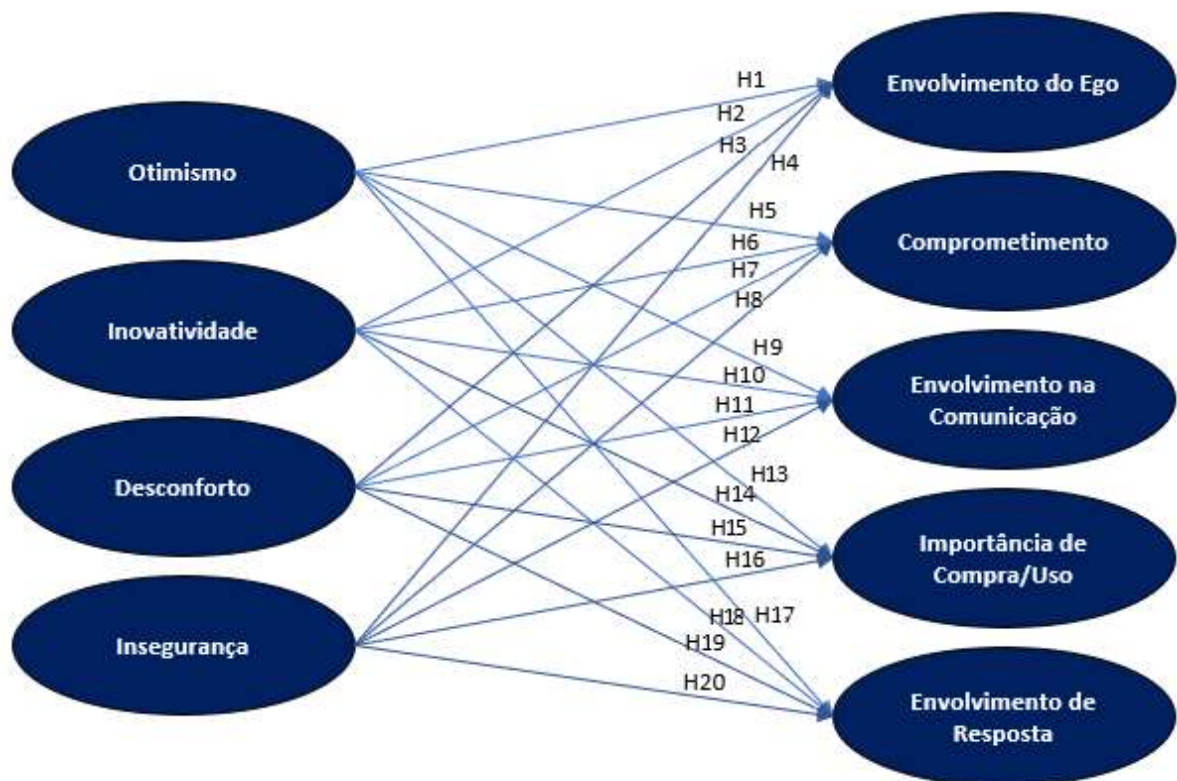 Otimismo
Inovatividade
Desconforto
Insegurança
H1
H2
H3
H4
H5
H6
H7
H8
H9
H10
H11
H12
H13
H14
H15
H16
H17
H18
H19
H20
Envolvimento do Ego
Comprometimento
Envolvimento na
Comunicação
Importância de
Compra/Uso
Envolvimento de
Resposta